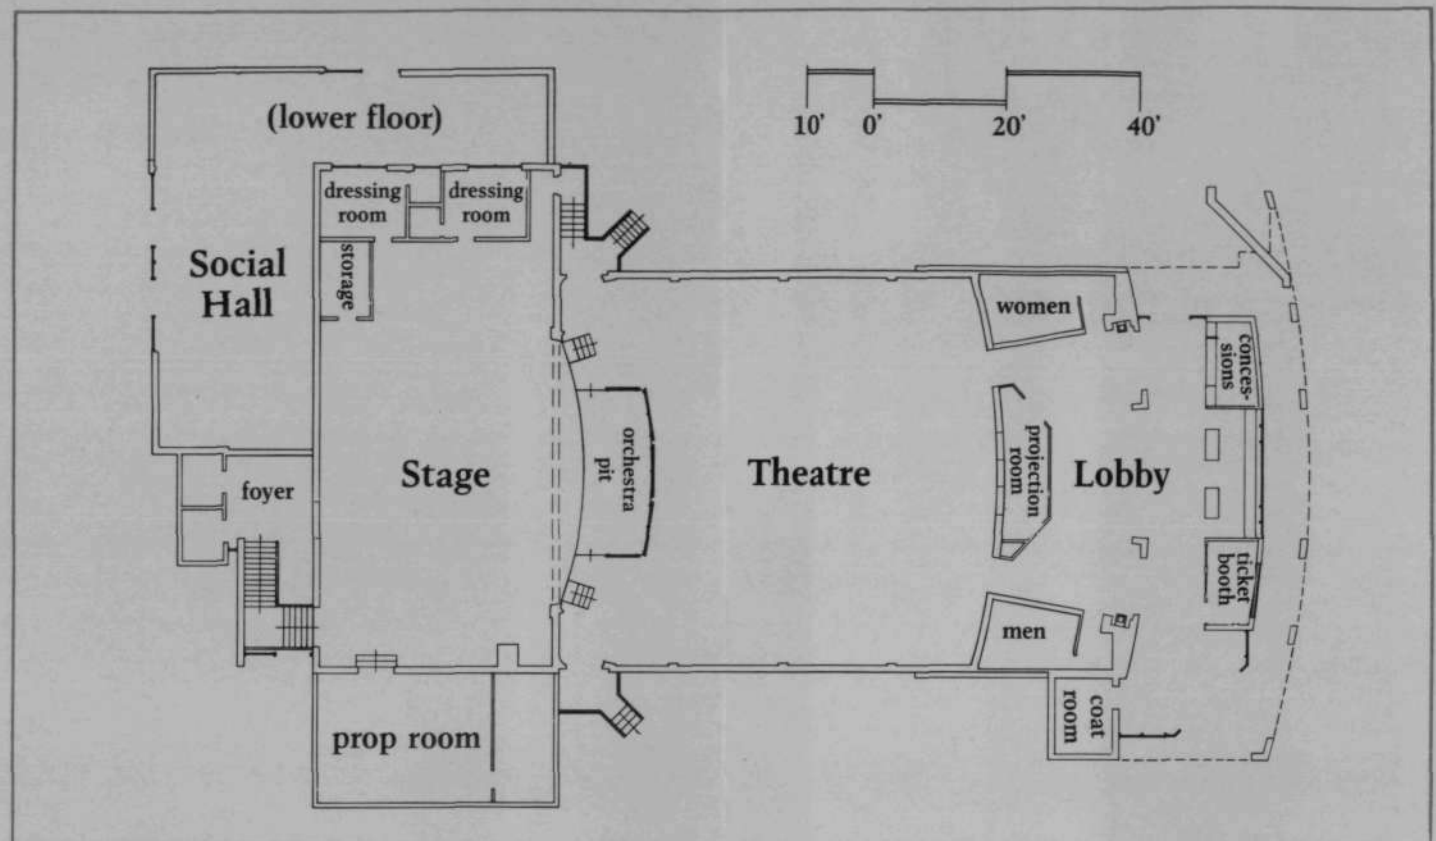 (lower floor)
10' 0' 20' 40'
dressing
room
dressing
room
storage
Social
Hall
women
conces-
sions
orchestra
pit
projection
room
Stage
Theatre
Lobby
foyer
ticket
booth
men
coat
room
prop room